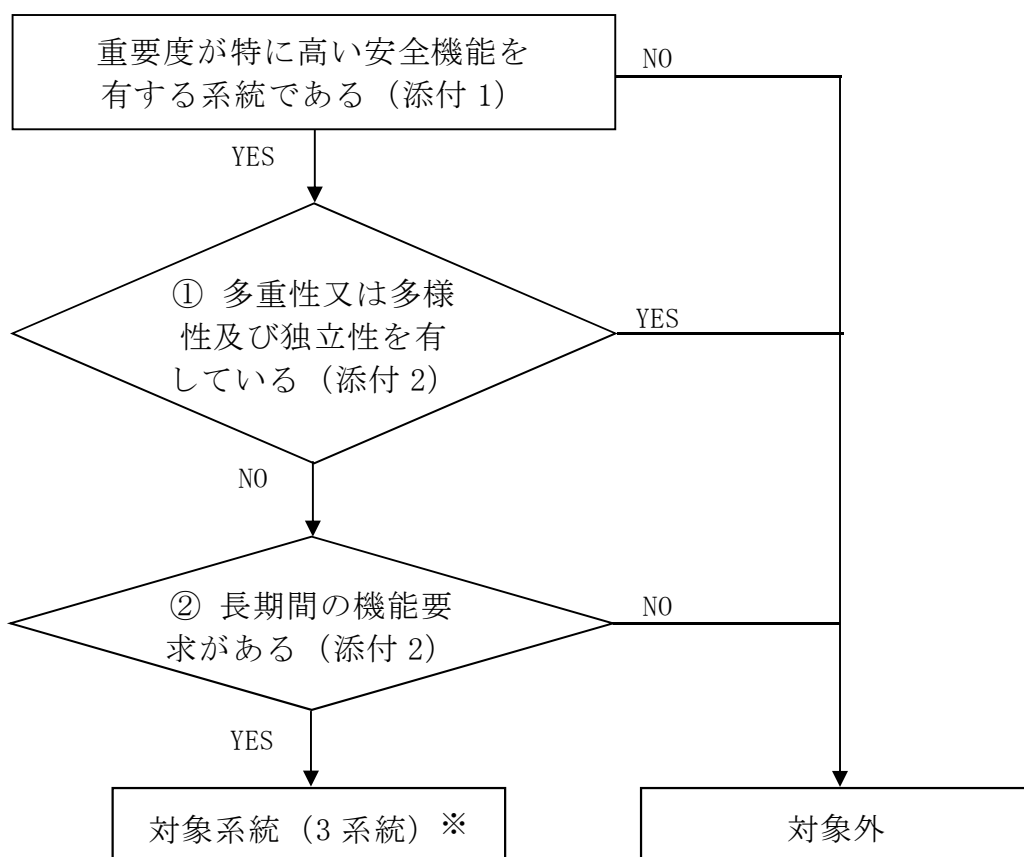 重要度が特に高い安全機能を
有する系統である（添付 1）
NO
YES
① 多重性又は多様
性及び独立性を有
している（添付 2）
YES
NO
② 長期間の機能要
求がある（添付 2）
NO
YES
対象系統（3 系統）※
対象外